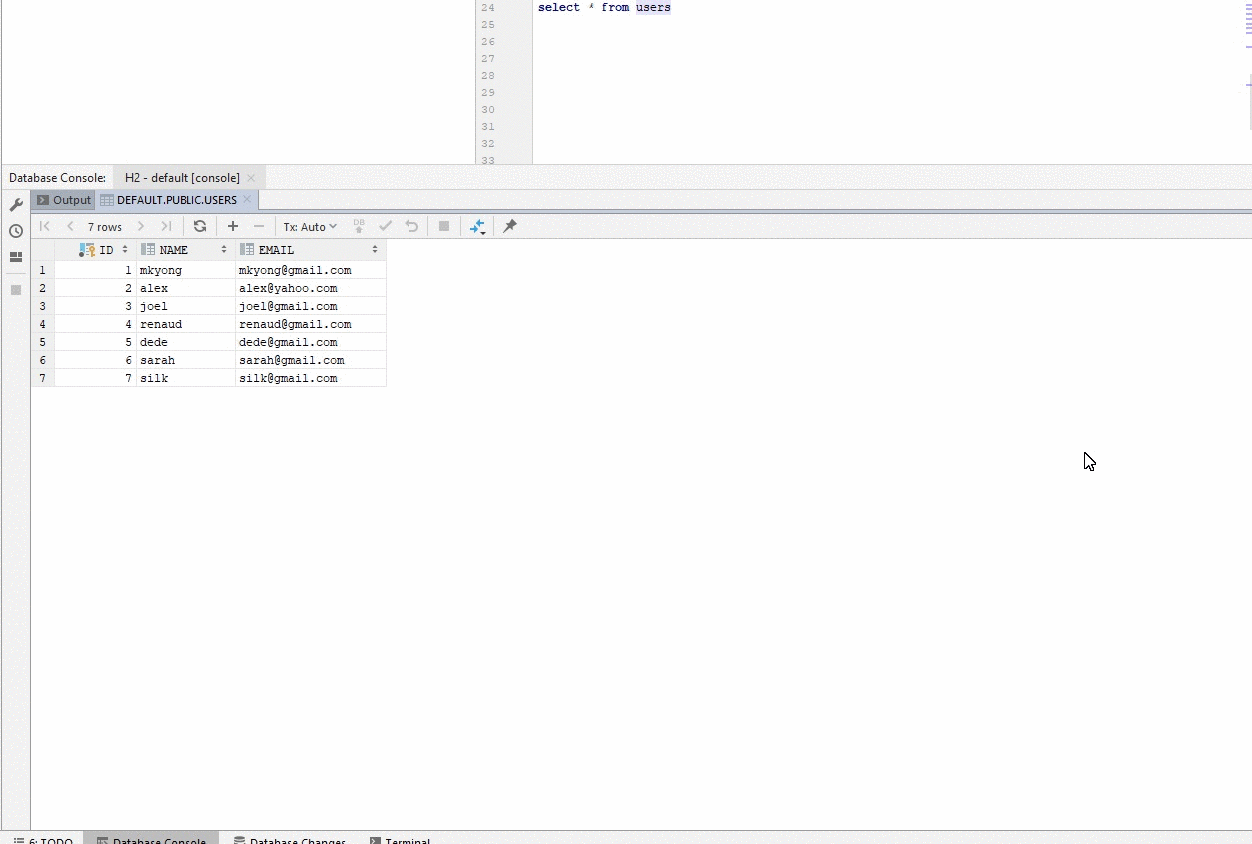 24 select * from users
25
26
27
28
29
30
31
32
33
Database Console: H2 - default [console]
Output DEFAULT.PUBLIC.USERS
7 rows Tx: Auto DB
ID NAME EMAIL
1 1 mkyong mkyong@gmail.com
2 2 alex alex@yahoo.com
3 3 joel joel@gmail.com
4 4 renaud renaud@gmail.com
5 5 dede dede@gmail.com
6 6 sarah sarah@gmail.com
7 7 silk silk@gmail.com
6: TODO Database Console Database Changes Terminal